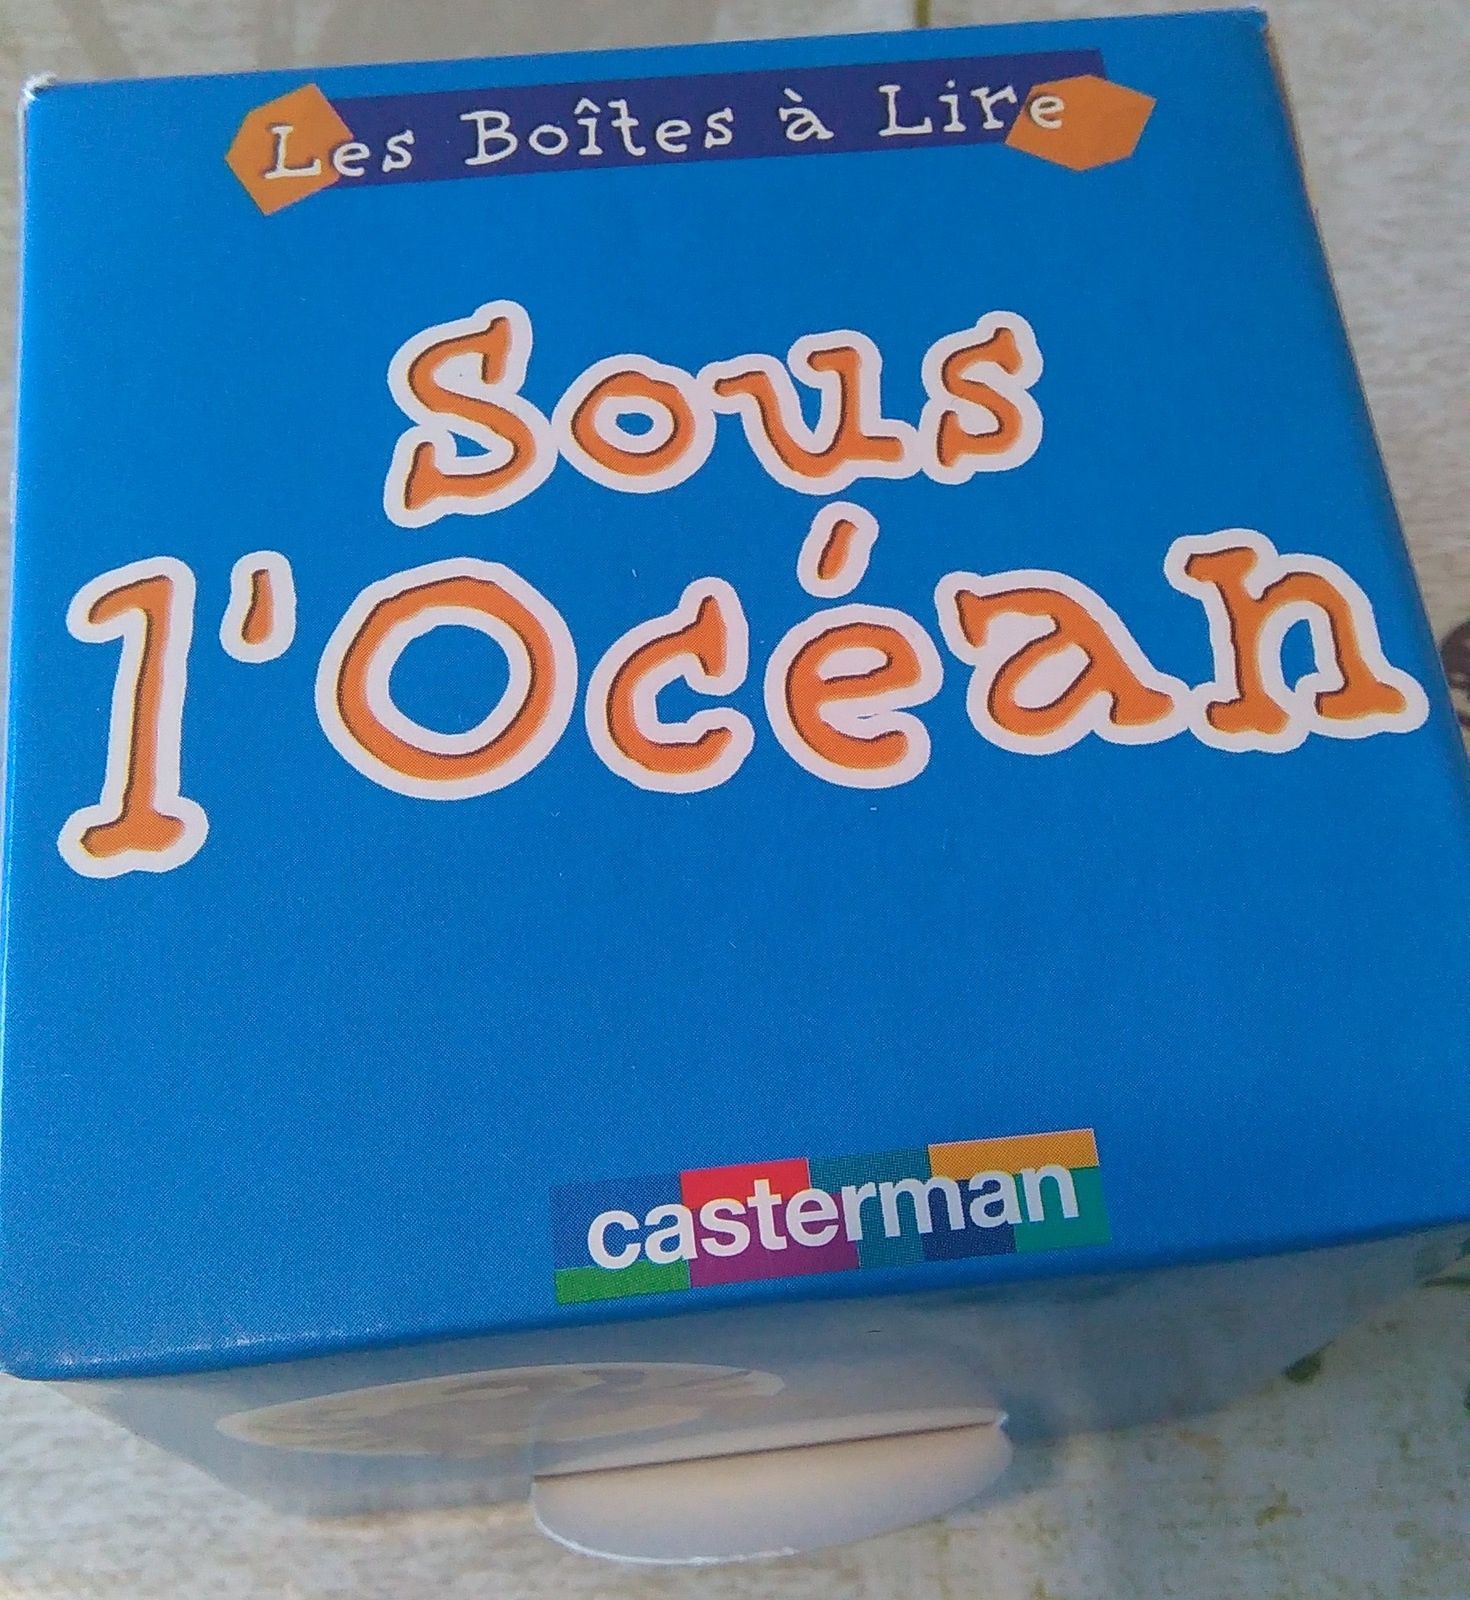 Les Boîtes à Lire
Sous
l'Océan
casterman